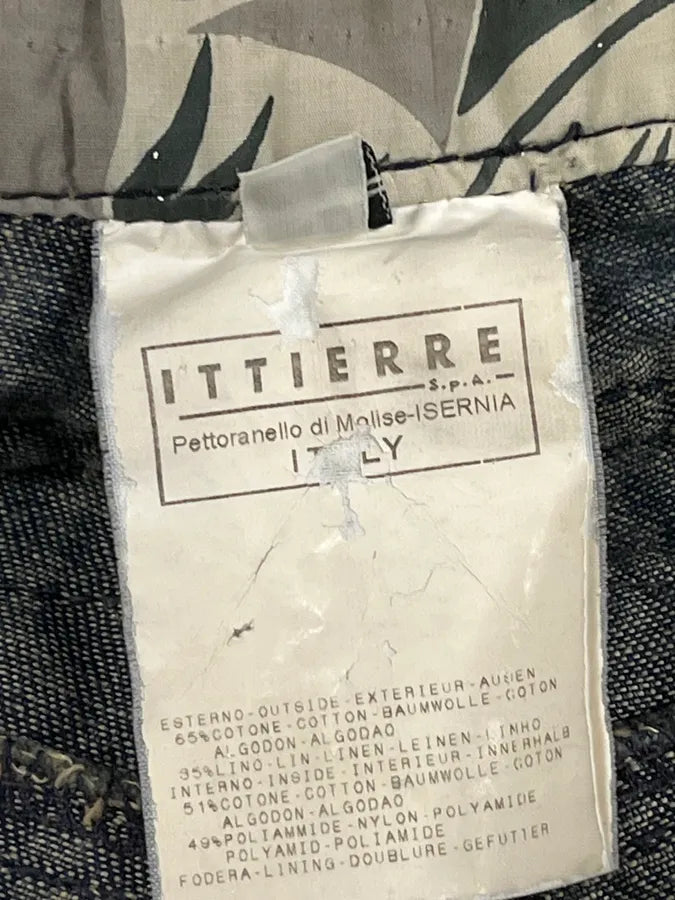 ITTIERRE
S.p.A.
Pettoranello di Molise-ISERNIA
ITALY
ESTERNO-OUTSIDE-EXTERIEUR-AUßEN
65%COTONE-COTTON-BAUMWOLLE-COTON
ALGODON-ALGODAO
35%LINO-LIN-LINEN-LEINEN-LINHO
INTERNO-INSIDE-INTERIEUR-INNERHALB
51%COTONE-COTTON-BAUMWOLLE-COTON
ALGODON-ALGODAO
49%POLIAMMIDE-NYLON-POLYAMIDE
POLYAMID-POLIAMIDE
FODERA-LINING-DOUBLURE-GEFUTTER